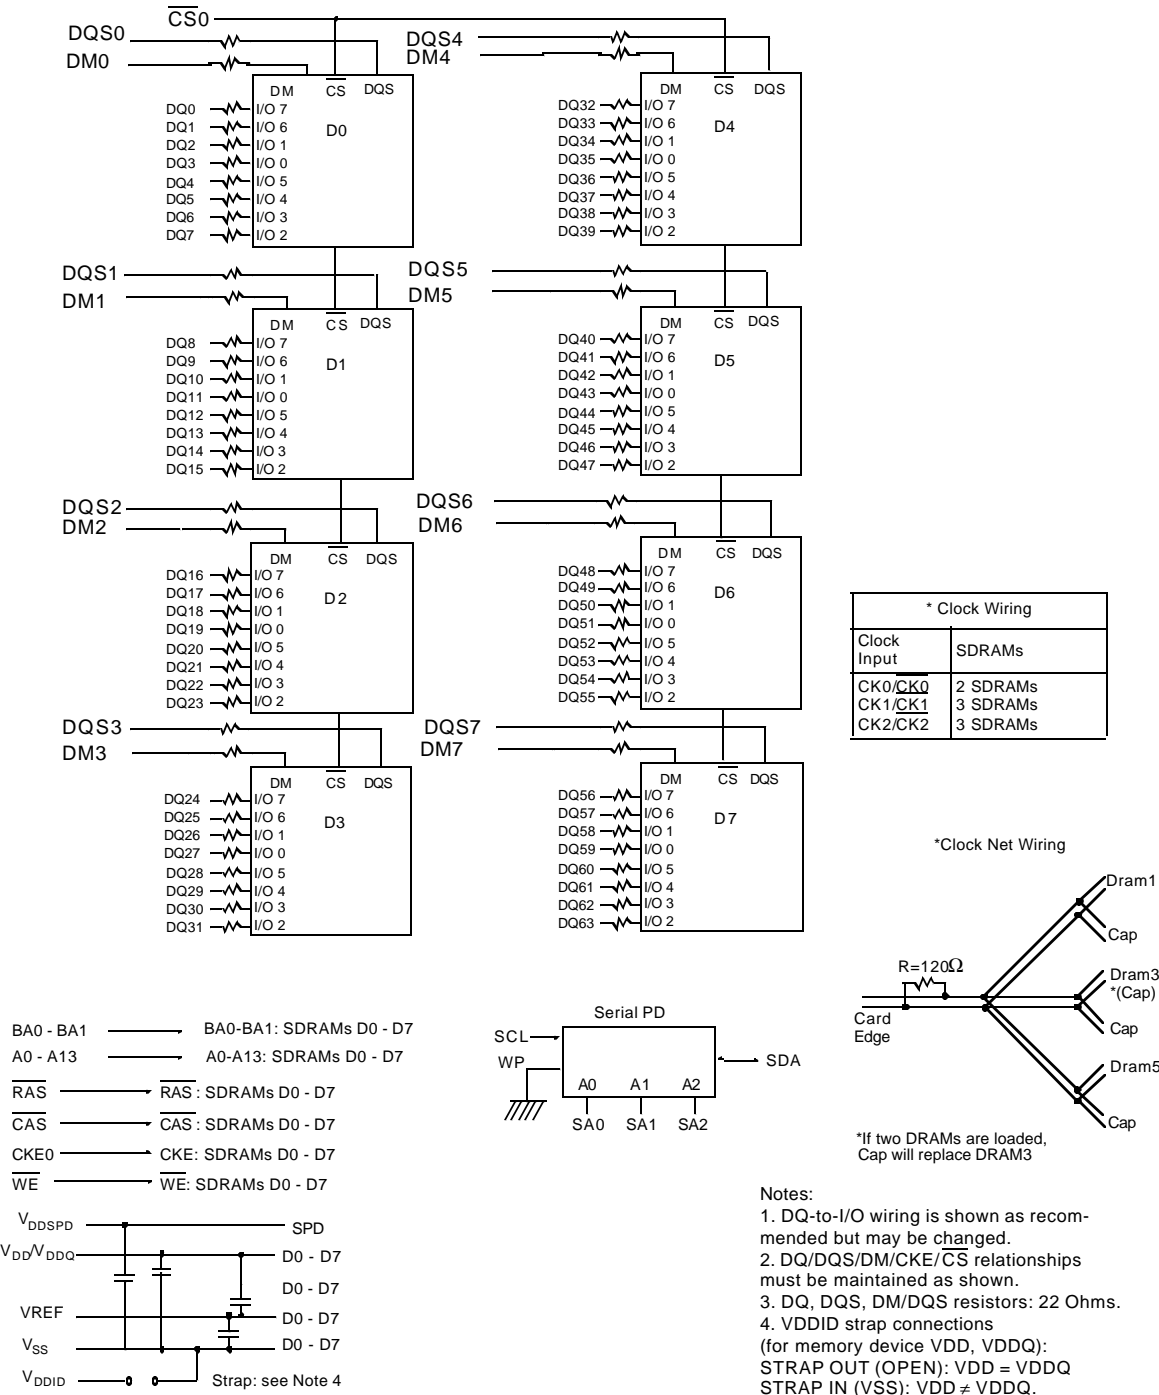 CS0
DQS0
DM0
DM CS DQS
D0
DQ0 I/O 7
DQ1 I/O 6
DQ2 I/O 1
DQ3 I/O 0
DQ4 I/O 5
DQ5 I/O 4
DQ6 I/O 3
DQ7 I/O 2
DQS4
DM4
DM CS DQS
D4
DQ32 I/O 7
DQ33 I/O 6
DQ34 I/O 1
DQ35 I/O 0
DQ36 I/O 5
DQ37 I/O 4
DQ38 I/O 3
DQ39 I/O 2
DQS1
DM1
DM CS DQS
D1
DQ8 I/O 7
DQ9 I/O 6
DQ10 I/O 1
DQ11 I/O 0
DQ12 I/O 5
DQ13 I/O 4
DQ14 I/O 3
DQ15 I/O 2
DQS5
DM5
DM CS DQS
D5
DQ40 I/O 7
DQ41 I/O 6
DQ42 I/O 1
DQ43 I/O 0
DQ44 I/O 5
DQ45 I/O 4
DQ46 I/O 3
DQ47 I/O 2
DQS2
DM2
DM CS DQS
D2
DQ16 I/O 7
DQ17 I/O 6
DQ18 I/O 1
DQ19 I/O 0
DQ20 I/O 5
DQ21 I/O 4
DQ22 I/O 3
DQ23 I/O 2
DQS6
DM6
DM CS DQS
D6
DQ48 I/O 7
DQ49 I/O 6
DQ50 I/O 1
DQ51 I/O 0
DQ52 I/O 5
DQ53 I/O 4
DQ54 I/O 3
DQ55 I/O 2
DQS3
DM3
DM CS DQS
D3
DQ24 I/O 7
DQ25 I/O 6
DQ26 I/O 1
DQ27 I/O 0
DQ28 I/O 5
DQ29 I/O 4
DQ30 I/O 3
DQ31 I/O 2
DQS7
DM7
DM CS DQS
D7
DQ56 I/O 7
DQ57 I/O 6
DQ58 I/O 1
DQ59 I/O 0
DQ60 I/O 5
DQ61 I/O 4
DQ62 I/O 3
DQ63 I/O 2
* Clock Wiring
Clock Input SDRAMs
CK0/CK0 2 SDRAMs
CK1/CK1 3 SDRAMs
CK2/CK2 3 SDRAMs
*Clock Net Wiring
Dram1
Cap
R=120Ω
Dram3
*(Cap)
Card
Edge
Cap
Dram5
Cap
*If two DRAMs are loaded,
Cap will replace DRAM3
BA0 - BA1 BA0-BA1: SDRAMs D0 - D7
A0 - A13 A0-A13: SDRAMs D0 - D7
RAS RAS : SDRAMs D0 - D7
CAS CAS : SDRAMs D0 - D7
CKE0 CKE: SDRAMs D0 - D7
WE WE: SDRAMs D0 - D7
Serial PD
SCL
WP
SDA
A0 A1 A2
SA0 SA1 SA2
VDDSPD SPD
VDD/VDDQ D0 - D7
D0 - D7
VREF D0 - D7
VSS D0 - D7
VDDID Strap: see Note 4
Notes:
1. DQ-to-I/O wiring is shown as recom-
mended but may be changed.
2. DQ/DQS/DM/CKE/CS relationships
must be maintained as shown.
3. DQ, DQS, DM/DQS resistors: 22 Ohms.
4. VDDID strap connections
(for memory device VDD, VDDQ):
STRAP OUT (OPEN): VDD = VDDQ
STRAP IN (VSS): VDD ≠ VDDQ.